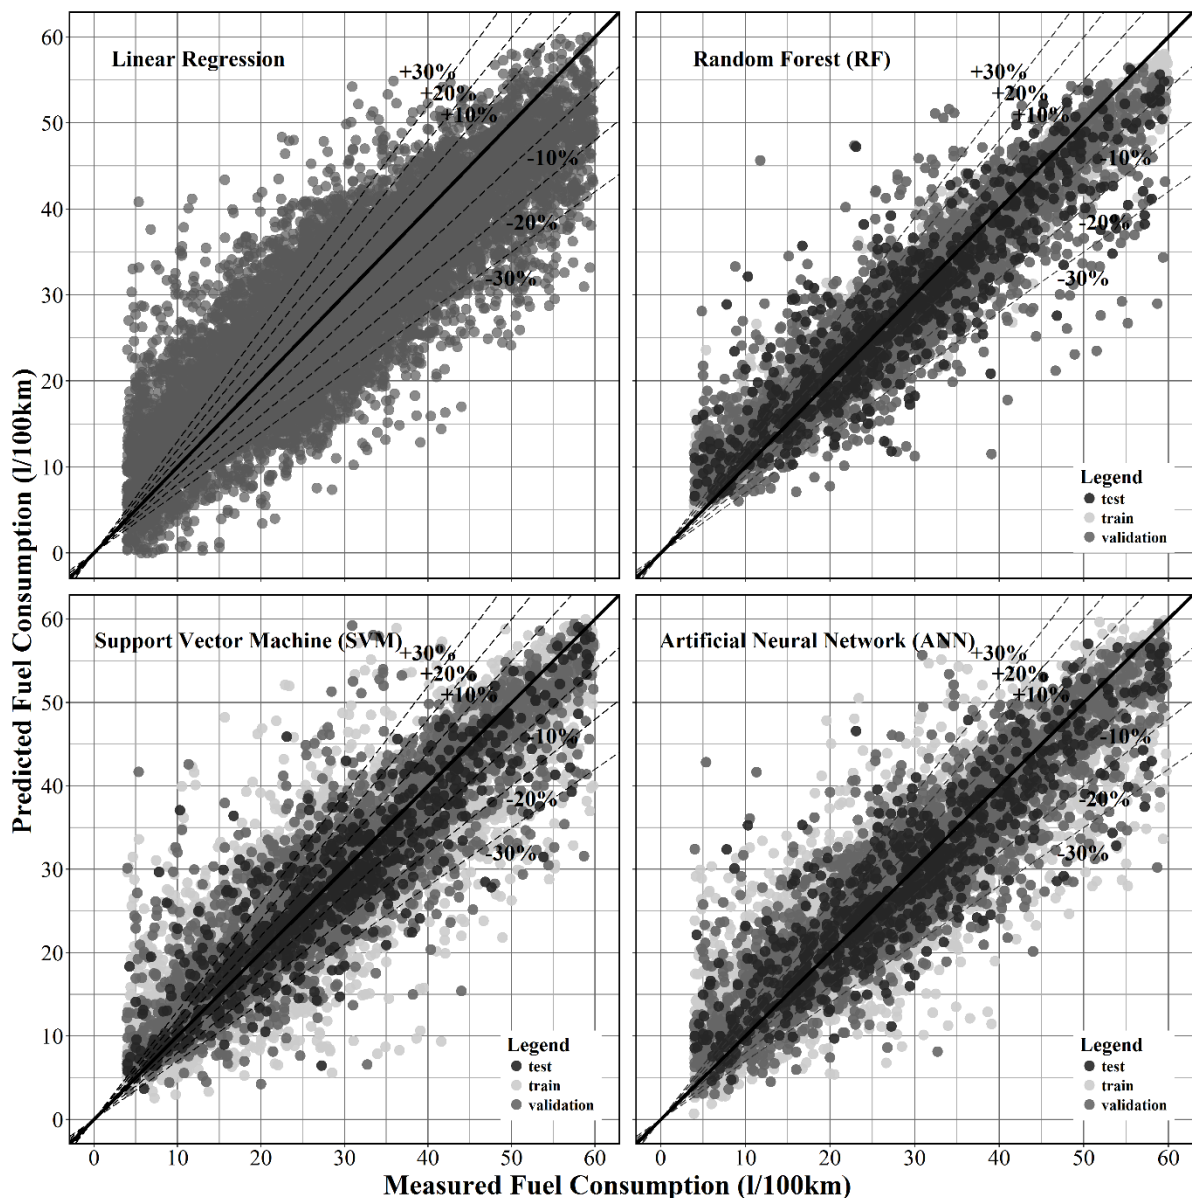 Predicted Fuel Consumption (l/100km)
60
50
40
30
20
10
0
Linear Regression
+30%
+20%
+10%
-10%
-20%
-30%
Random Forest (RF)
+30%
+20%
+10%
-10%
-20%
-30%
Legend
test
train
validation
60
50
40
30
20
10
0
Support Vector Machine (SVM)
+30%
+20%
+10%
-10%
-20%
-30%
Legend
test
train
validation
Artificial Neural Network (ANN)
+30%
+20%
+10%
-10%
-20%
-30%
Legend
test
train
validation
0 10 20 30 40 50 60
0 10 20 30 40 50 60
Measured Fuel Consumption (l/100km)